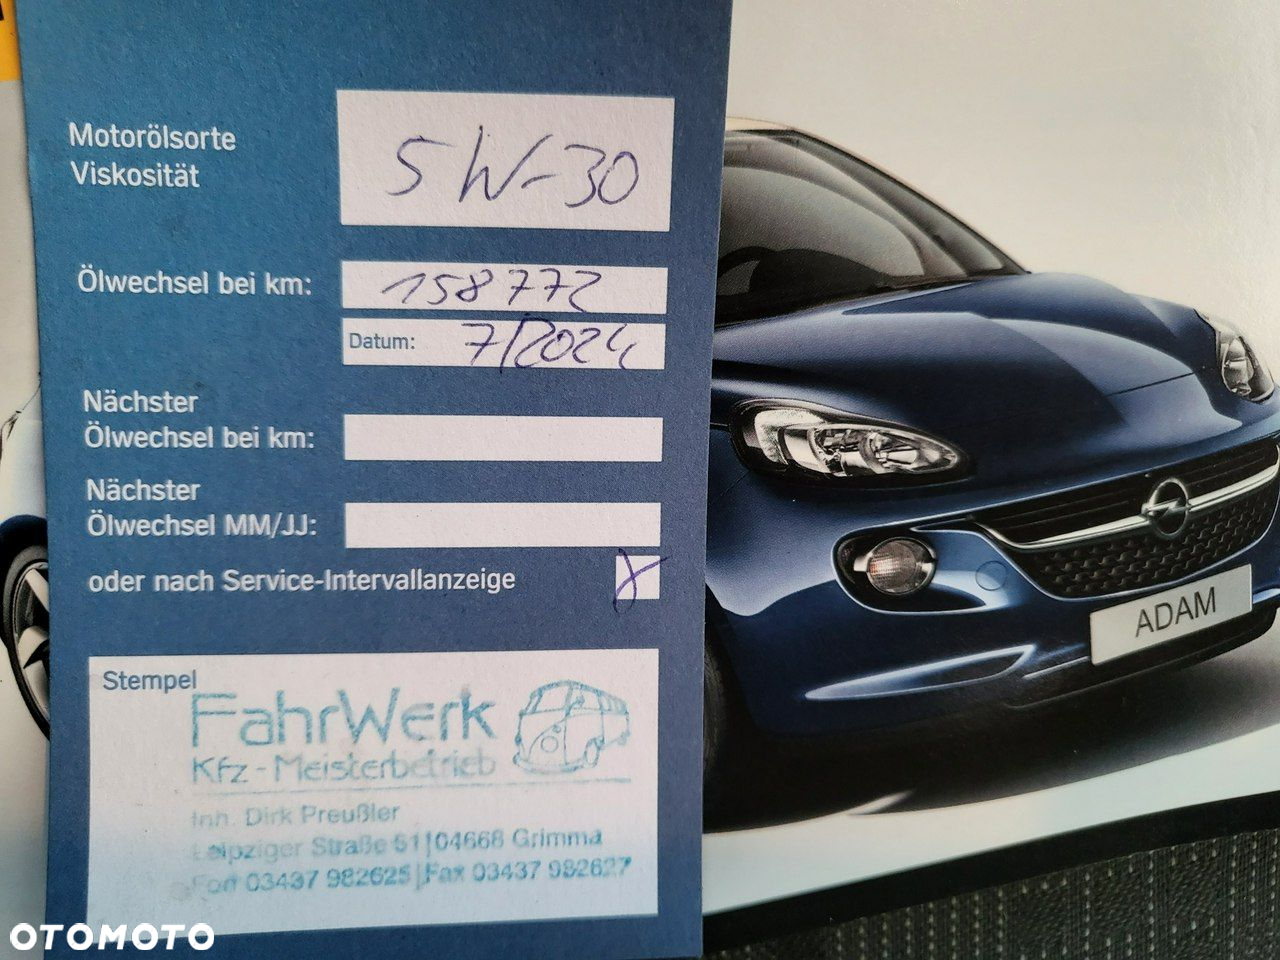 Motorölsorte
Viskosität
5W-30
Ölwechsel bei km:
158772
Datum: 7/2024
Nächster
Ölwechsel bei km:
Nächster
Ölwechsel MM/JJ:
oder nach Service-Intervallanzeige
Stempel
FahrWerk
Kfz-Meisterbetrieb
Inh. Dirk Preußler
Leipziger Straße 51|04668 Grimma
Fon 03437 982625|Fax 03437 982627
ADAM
OTOMOTO